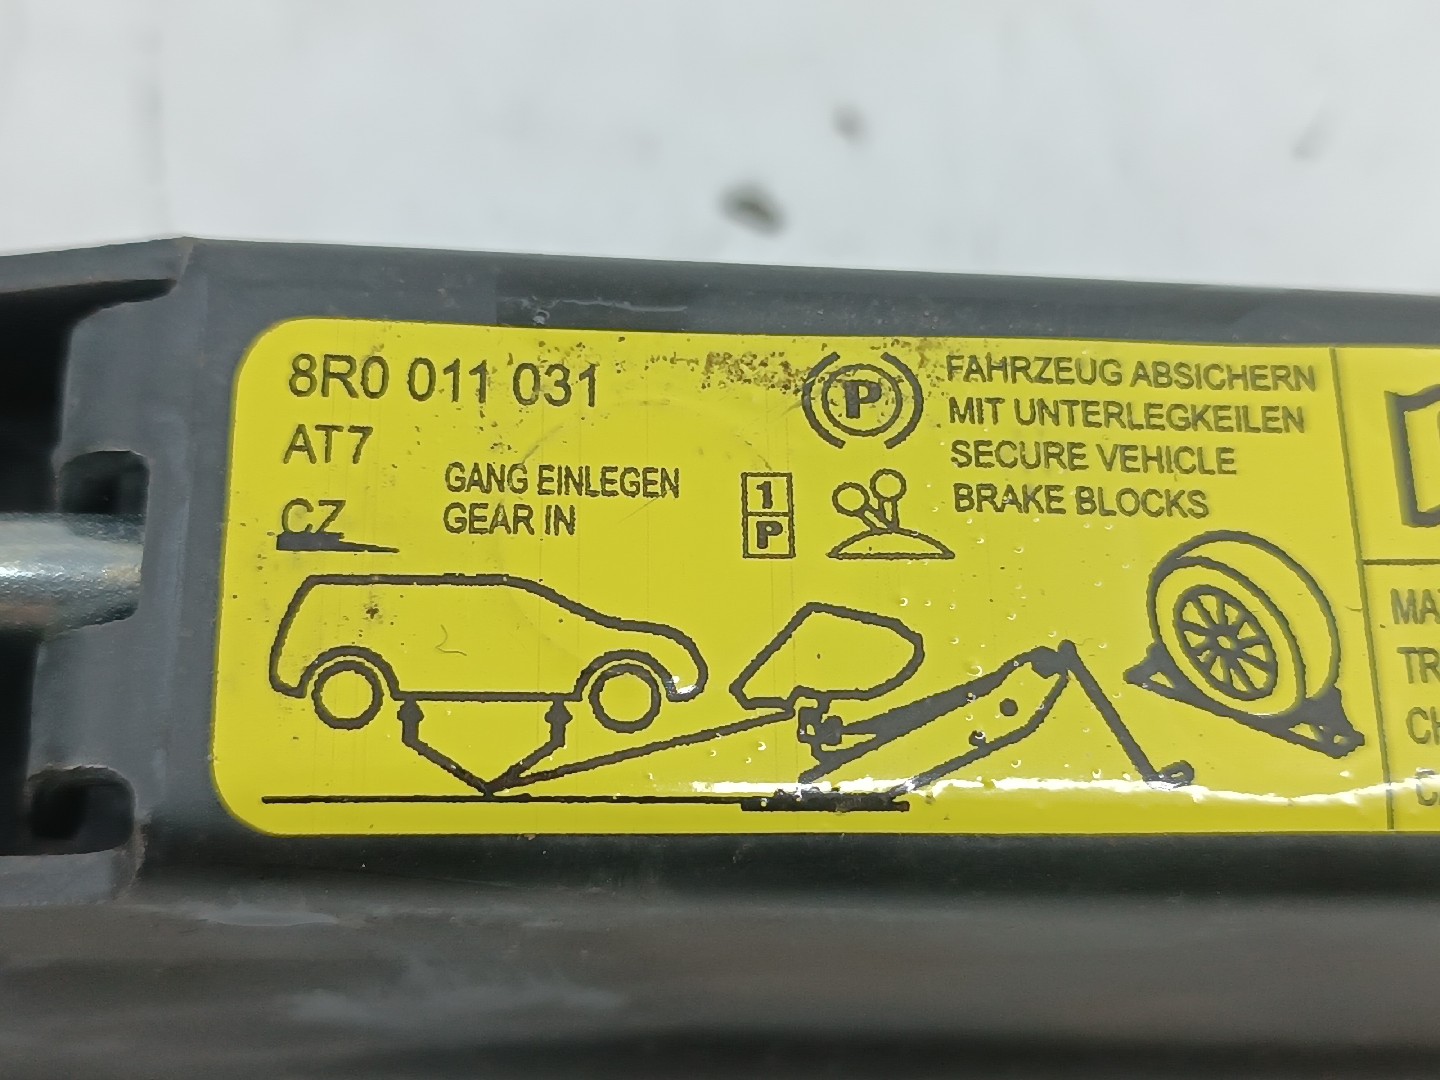 8R0 011 031
AT7
CZ
GANG EINLEGEN
GEAR IN
1
P
P
FAHRZEUG ABSICHERN
MIT UNTERLEGKEILEN
SECURE VEHICLE
BRAKE BLOCKS